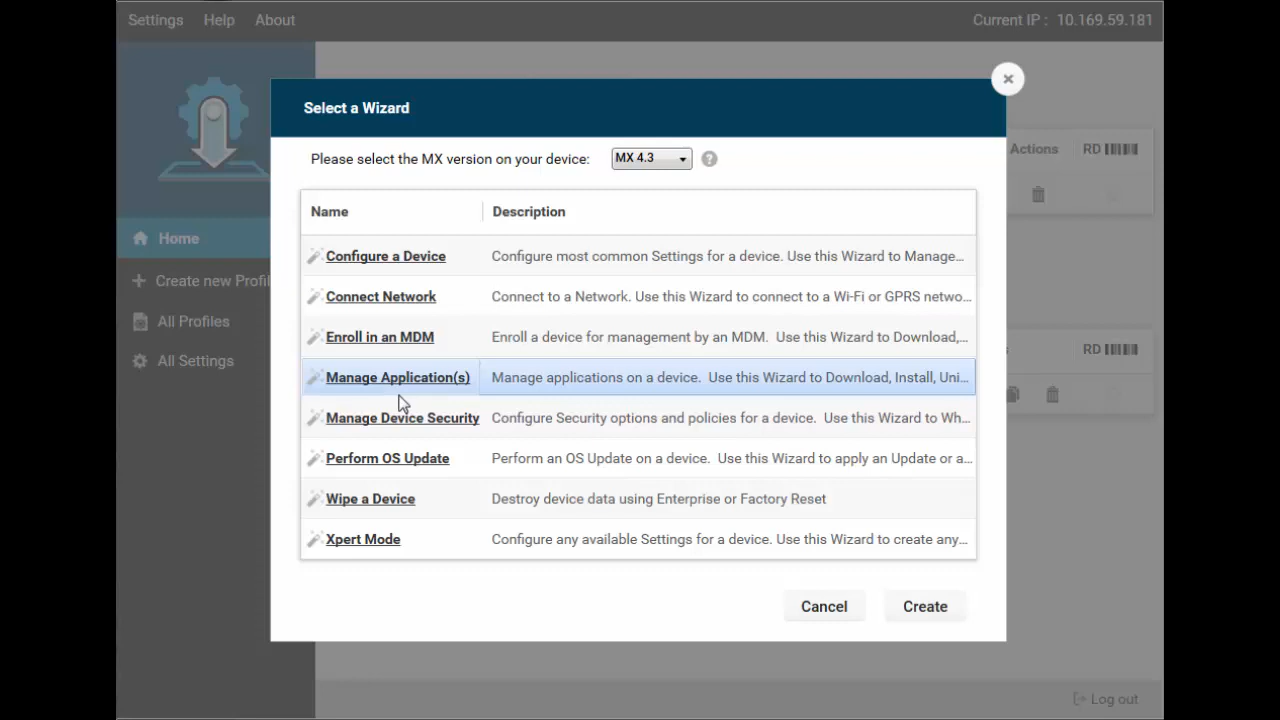 Settings Help About Current IP : 10.169.59.181
Select a Wizard
Please select the MX version on your device: MX 4.3 ?
Actions RD
Name Description
Home
Configure a Device Configure most common Settings for a device. Use this Wizard to Manage...
Create new Profil
Connect Network Connect to a Network. Use this Wizard to connect to a Wi-Fi or GPRS netwo...
All Profiles
Enroll in an MDM Enroll a device for management by an MDM. Use this Wizard to Download,...
RD
All Settings
Manage Application(s) Manage applications on a device. Use this Wizard to Download, Install, Uni...
Manage Device Security Configure Security options and policies for a device. Use this Wizard to Wh...
Perform OS Update Perform an OS Update on a device. Use this Wizard to apply an Update or a...
Wipe a Device Destroy device data using Enterprise or Factory Reset
Xpert Mode Configure any available Settings for a device. Use this Wizard to create any...
Cancel Create
Log out